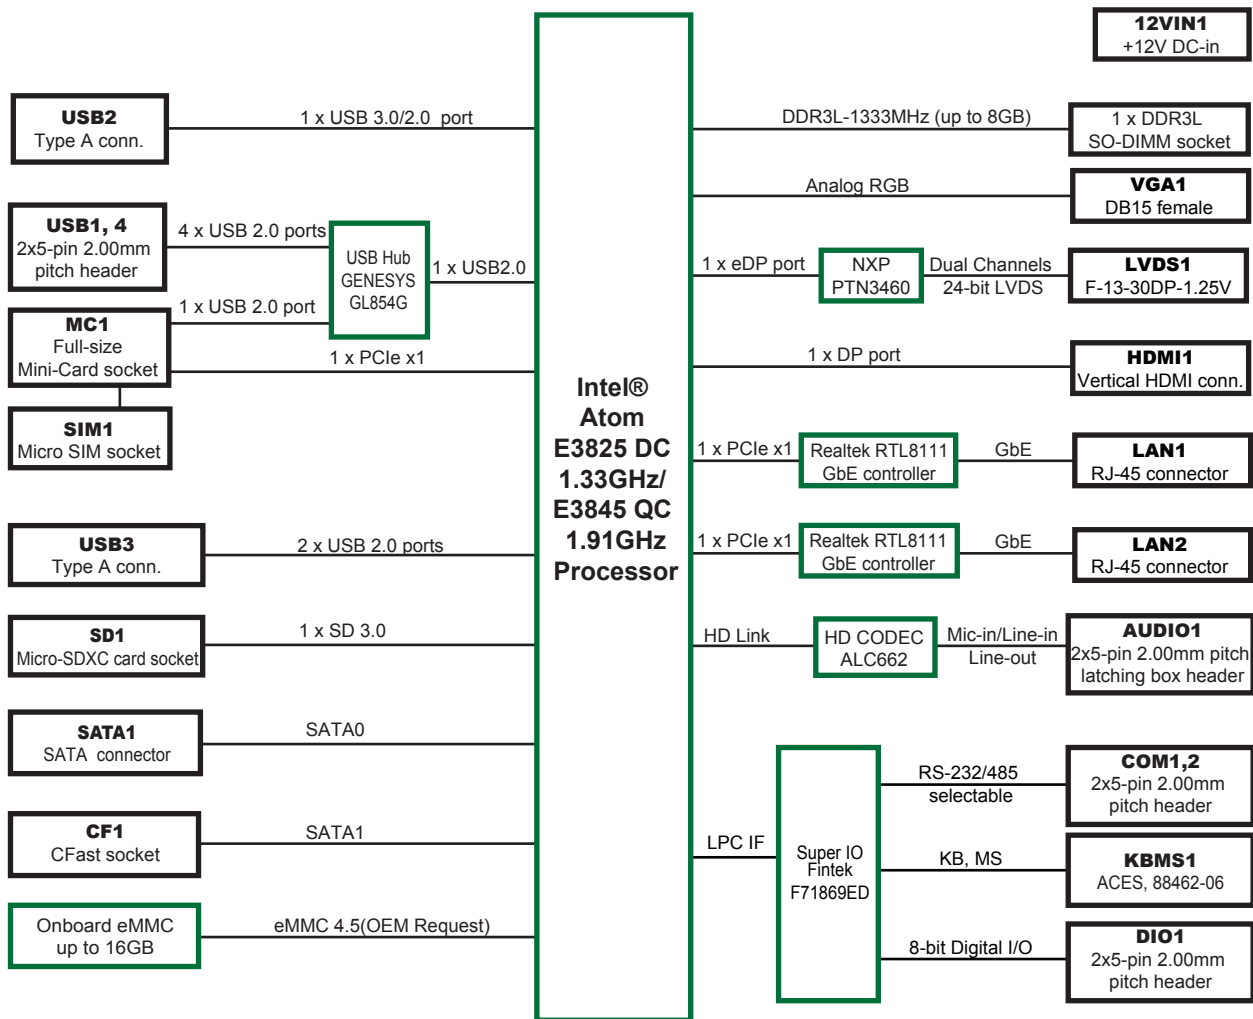 12VIN1
+12V DC-in
USB2
Type A conn.
1 x USB 3.0/2.0 port
USB1, 4
2x5-pin 2.00mm
pitch header
4 x USB 2.0 ports
USB Hub
GENESYS
GL854G
1 x USB2.0
MC1
Full-size
Mini-Card socket
1 x USB 2.0 port
1 x PCIe x1
SIM1
Micro SIM socket
USB3
Type A conn.
2 x USB 2.0 ports
SD1
Micro-SDXC card socket
1 x SD 3.0
SATA1
SATA connector
SATA0
CF1
CFast socket
SATA1
Onboard eMMC
up to 16GB
eMMC 4.5(OEM Request)
Intel®
Atom
E3825 DC
1.33GHz/
E3845 QC
1.91GHz
Processor
DDR3L-1333MHz (up to 8GB)
1 x DDR3L
SO-DIMM socket
Analog RGB
VGA1
DB15 female
1 x eDP port
NXP
PTN3460
Dual Channels
24-bit LVDS
LVDS1
F-13-30DP-1.25V
1 x DP port
HDMI1
Vertical HDMI conn.
1 x PCIe x1
Realtek RTL8111
GbE controller
GbE
LAN1
RJ-45 connector
1 x PCIe x1
Realtek RTL8111
GbE controller
GbE
LAN2
RJ-45 connector
HD Link
HD CODEC
ALC662
Mic-in/Line-in
Line-out
AUDIO1
2x5-pin 2.00mm pitch
latching box header
LPC IF
Super IO
Fintek
F71869ED
RS-232/485
selectable
COM1,2
2x5-pin 2.00mm
pitch header
KB, MS
KBMS1
ACES, 88462-06
8-bit Digital I/O
DIO1
2x5-pin 2.00mm
pitch header